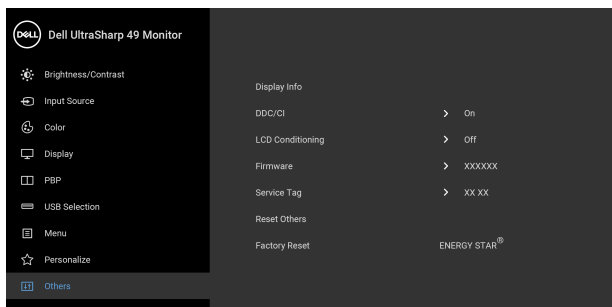 DELL Dell UltraSharp 49 Monitor
Brightness/Contrast
Input Source
Color
Display
PBP
USB Selection
Menu
Personalize
Others
Display Info
DDC/CI > On
LCD Conditioning > Off
Firmware > XXXXXX
Service Tag > XX XX
Reset Others
Factory Reset ENERGY STAR®